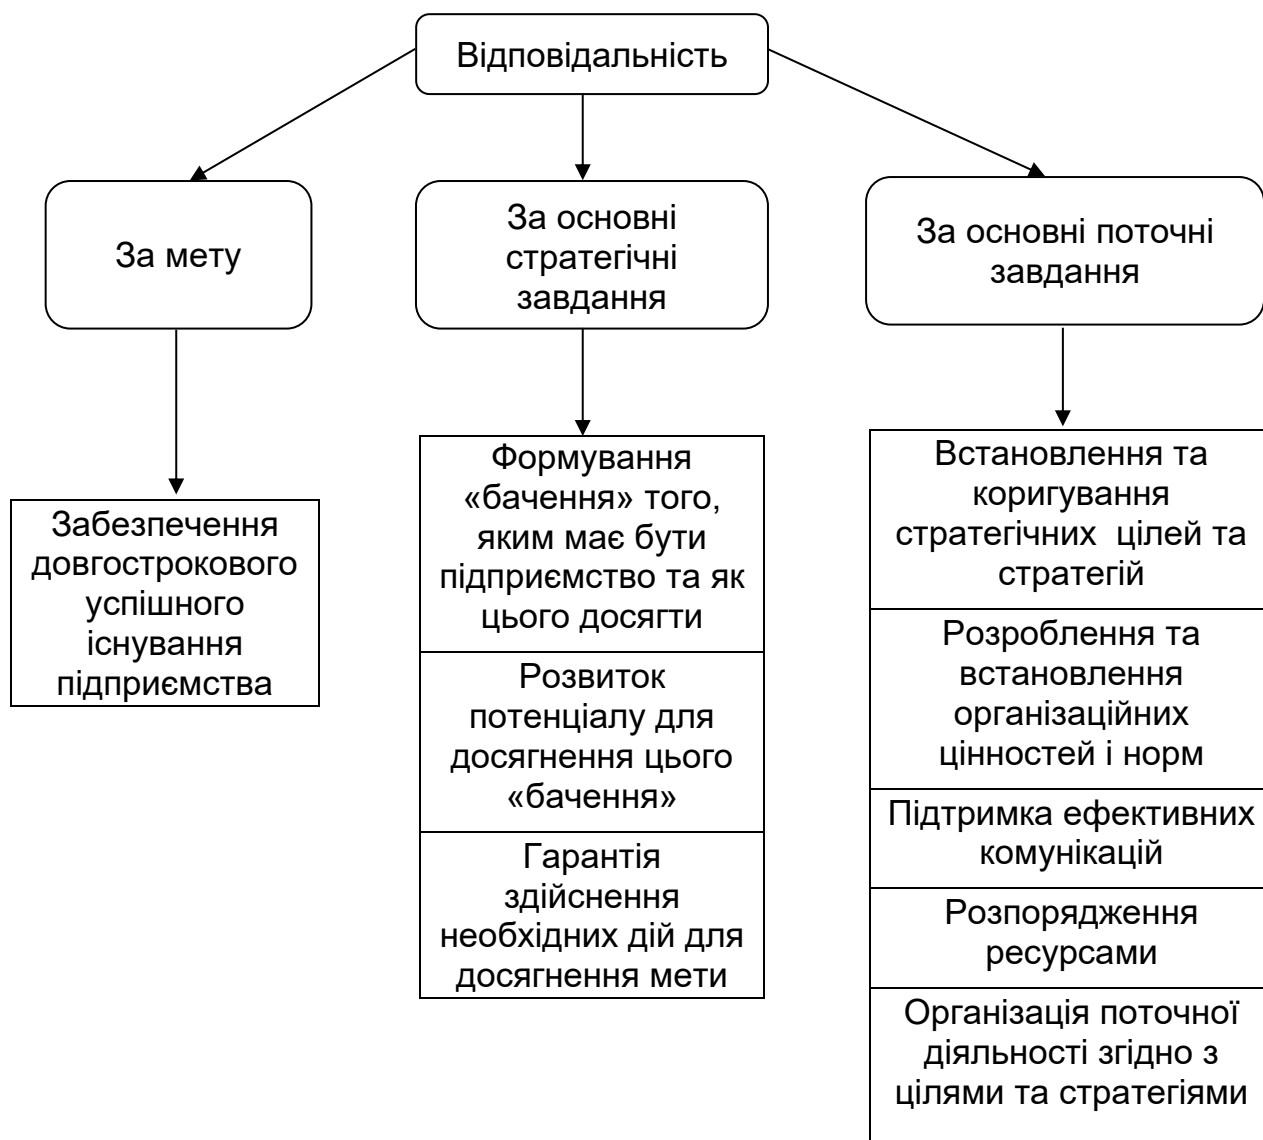 Відповідальність
За мету
За основні
стратегічні
завдання
За основні поточні
завдання
Забезпечення
довгострокового
успішного
існування
підприємства
Формування
«бачення» того,
яким має бути
підприємство та як
цього досягти
Розвиток
потенціалу для
досягнення цього
«бачення»
Гарантія
здійснення
необхідних дій для
досягнення мети
Встановлення та
коригування
стратегічних цілей та
стратегій
Розроблення та
встановлення
організаційних
цінностей і норм
Підтримка ефективних
комунікацій
Розпорядження
ресурсами
Організація поточної
діяльності згідно з
цілями та стратегіями